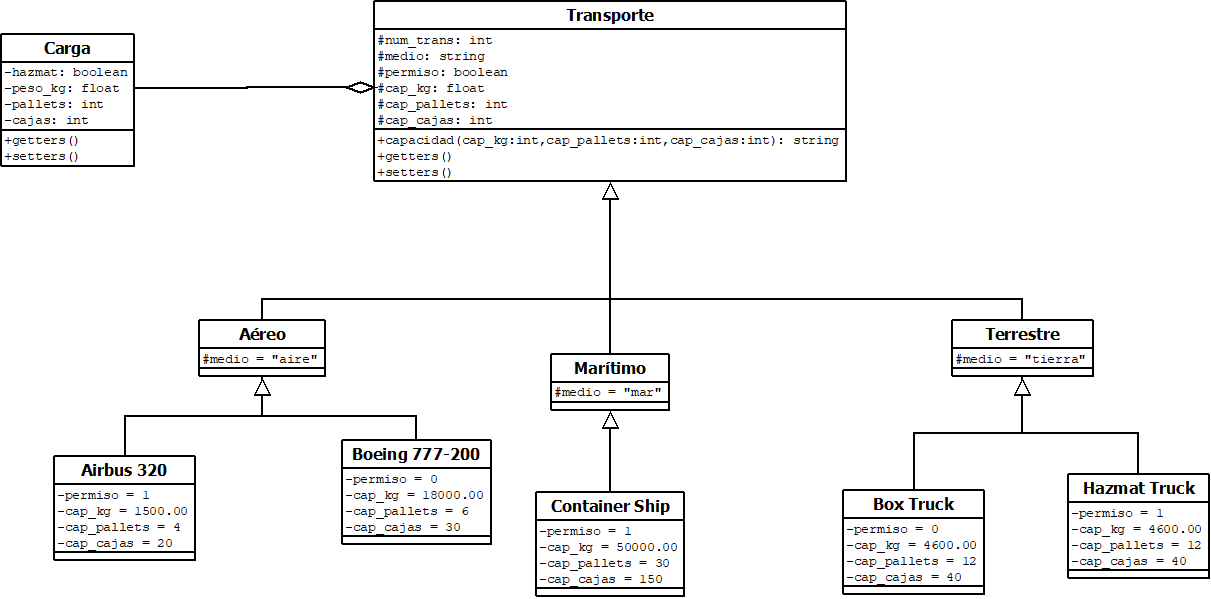 Transporte
#num_trans: int
#medio: string
#permiso: boolean
#cap_kg: float
#cap_pallets: int
#cap_cajas: int
+capacidad(cap_kg:int,cap_pallets:int,cap_cajas:int): string
+getters()
+setters()
Carga
-hazmat: boolean
-peso_kg: float
-pallets: int
-cajas: int
+getters()
+setters()
Aéreo
#medio = "aire"
Marítimo
#medio = "mar"
Terrestre
#medio = "tierra"
Airbus 320
-permiso = 1
-cap_kg = 1500.00
-cap_pallets = 4
-cap_cajas = 20
Boeing 777-200
-permiso = 0
-cap_kg = 18000.00
-cap_pallets = 6
-cap_cajas = 30
Container Ship
-permiso = 1
-cap_kg = 50000.00
-cap_pallets = 30
-cap_cajas = 150
Box Truck
-permiso = 0
-cap_kg = 4600.00
-cap_pallets = 12
-cap_cajas = 40
Hazmat Truck
-permiso = 1
-cap_kg = 4600.00
-cap_pallets = 12
-cap_cajas = 40